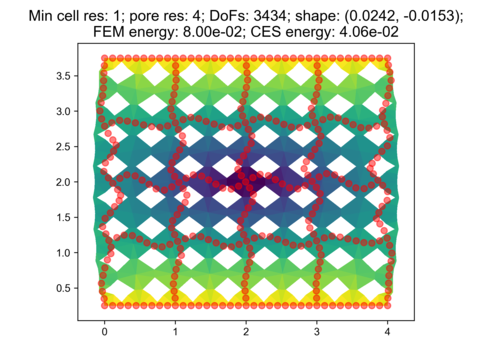 Min cell res: 1; pore res: 4; DoFs: 3434; shape: (0.0242, -0.0153);
FEM energy: 8.00e-02; CES energy: 4.06e-02
3.5
3.0
2.5
2.0
1.5
1.0
0.5
0 1 2 3 4